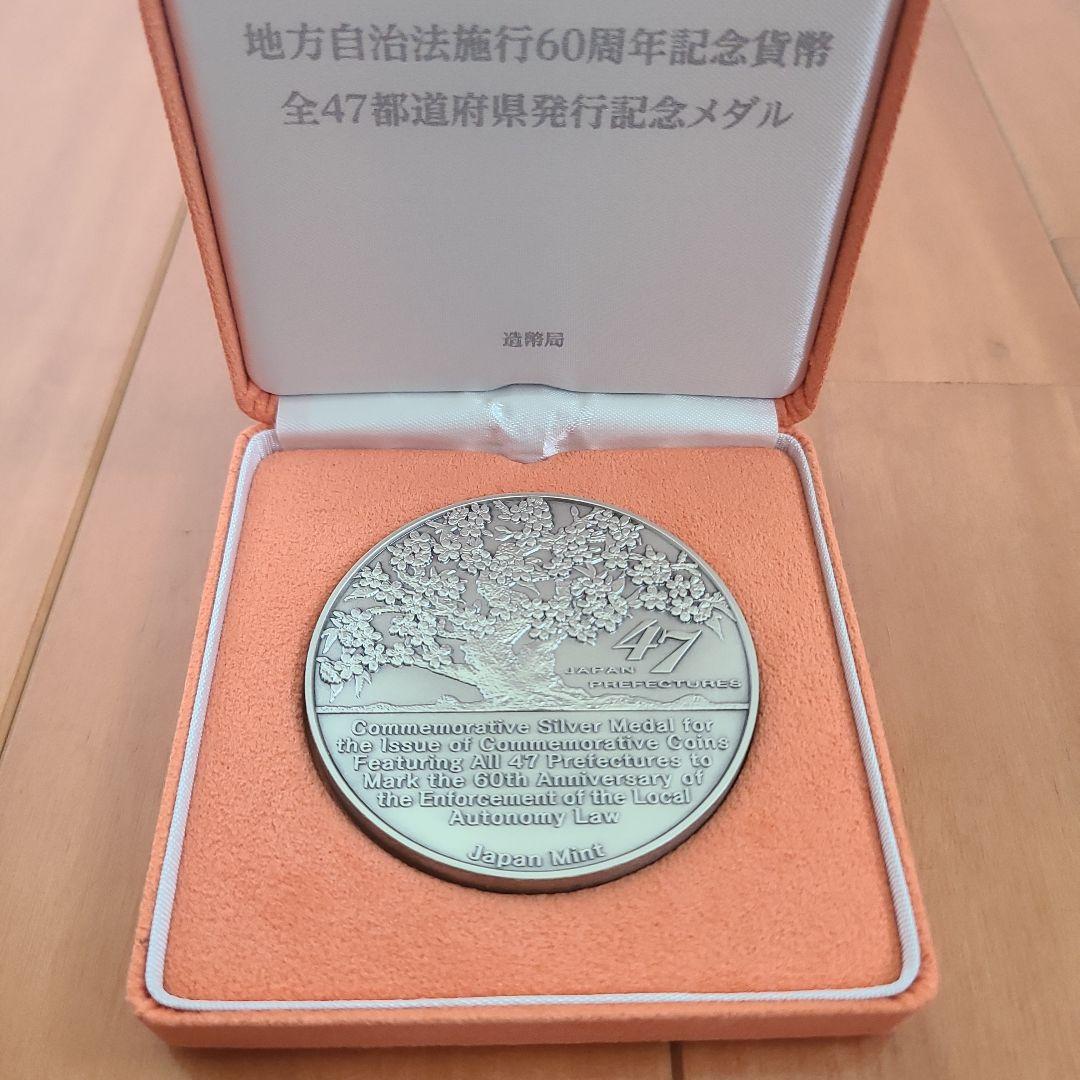 地方自治法施行60周年記念貨幣
全47都道府県発行記念メダル
造幣局
47
JAPAN
PREFECTURES
Commemorative Silver Medal for
the Issue of Commemorative Coins
Featuring All 47 Prefectures to
Mark the 60th Anniversary of
the Enforcement of the Local
Autonomy Law
Japan Mint